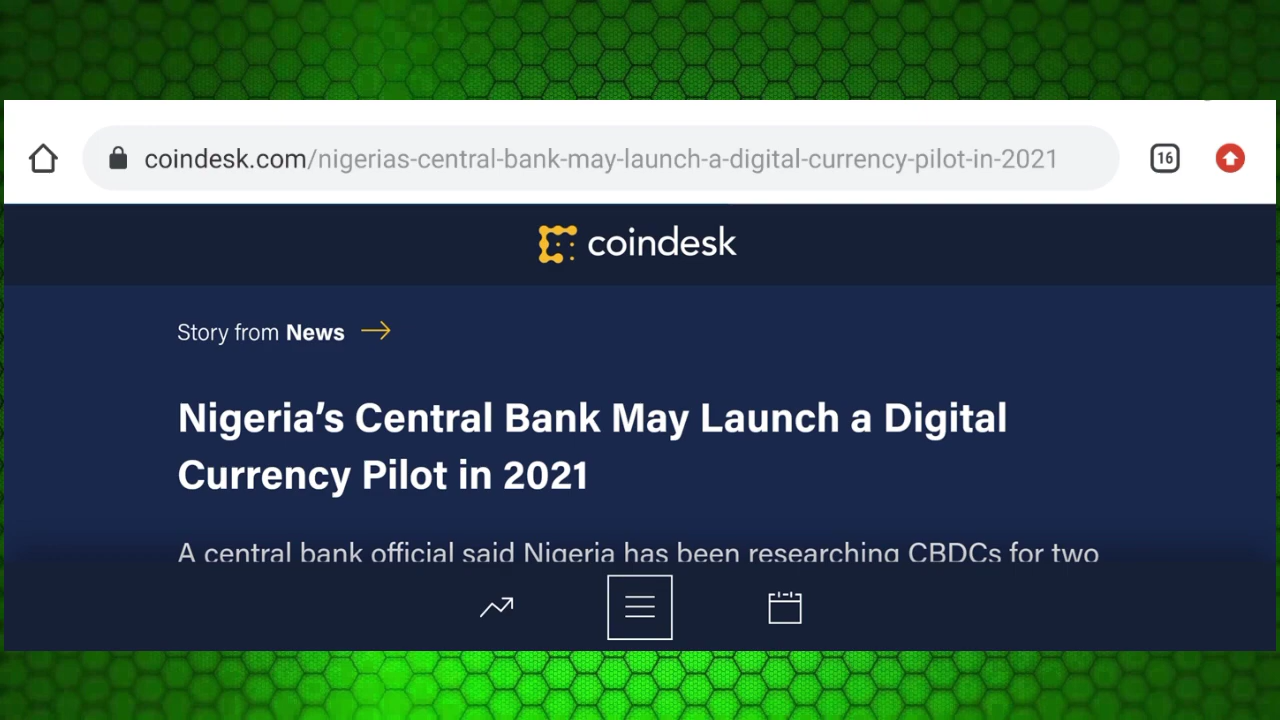 coindesk.com/nigerias-central-bank-may-launch-a-digital-currency-pilot-in-2021
16
coindesk
Story from News
Nigeria’s Central Bank May Launch a Digital
Currency Pilot in 2021
A central bank official said Nigeria has been researching CBDCs for two